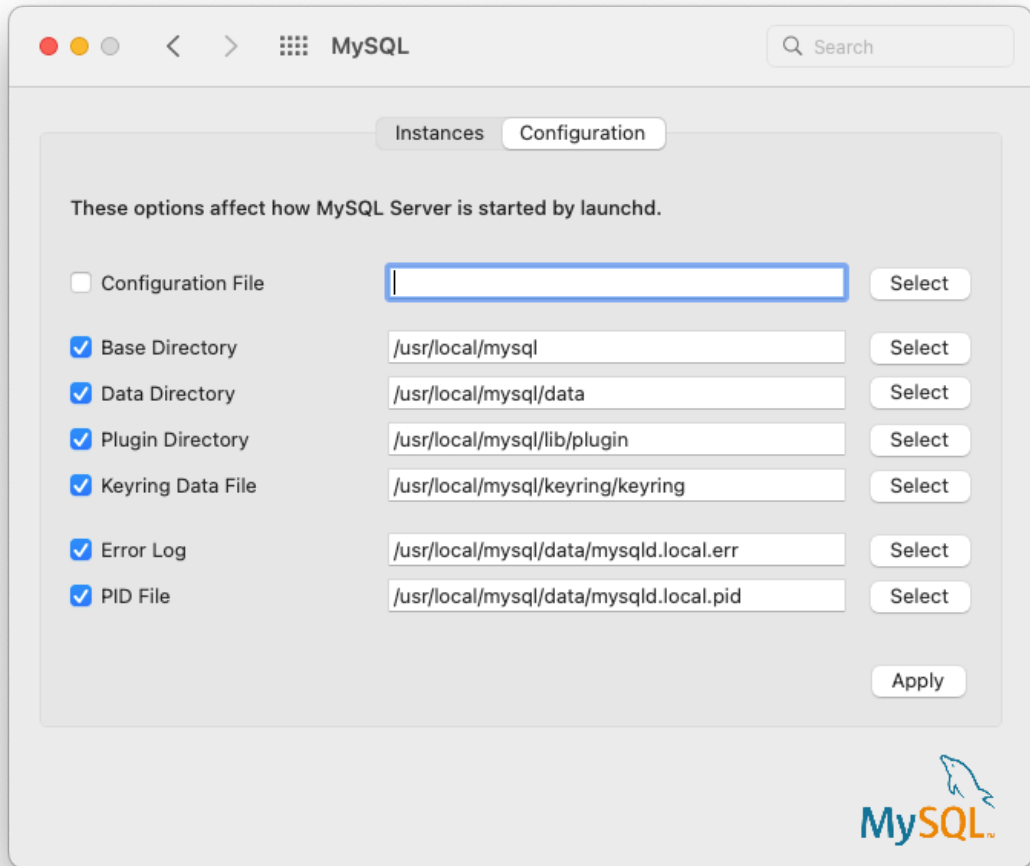 MySQL
Search
Instances Configuration
These options affect how MySQL Server is started by launchd.
Configuration File Select
Base Directory /usr/local/mysql Select
Data Directory /usr/local/mysql/data Select
Plugin Directory /usr/local/mysql/lib/plugin Select
Keyring Data File /usr/local/mysql/keyring/keyring Select
Error Log /usr/local/mysql/data/mysqld.local.err Select
PID File /usr/local/mysql/data/mysqld.local.pid Select
Apply
MySQL™